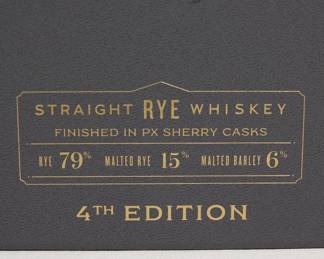 STRAIGHT RYE WHISKEY
FINISHED IN PX SHERRY CASKS
RYE 79% MALTED RYE 15% MALTED BARLEY 6%
4TH EDITION